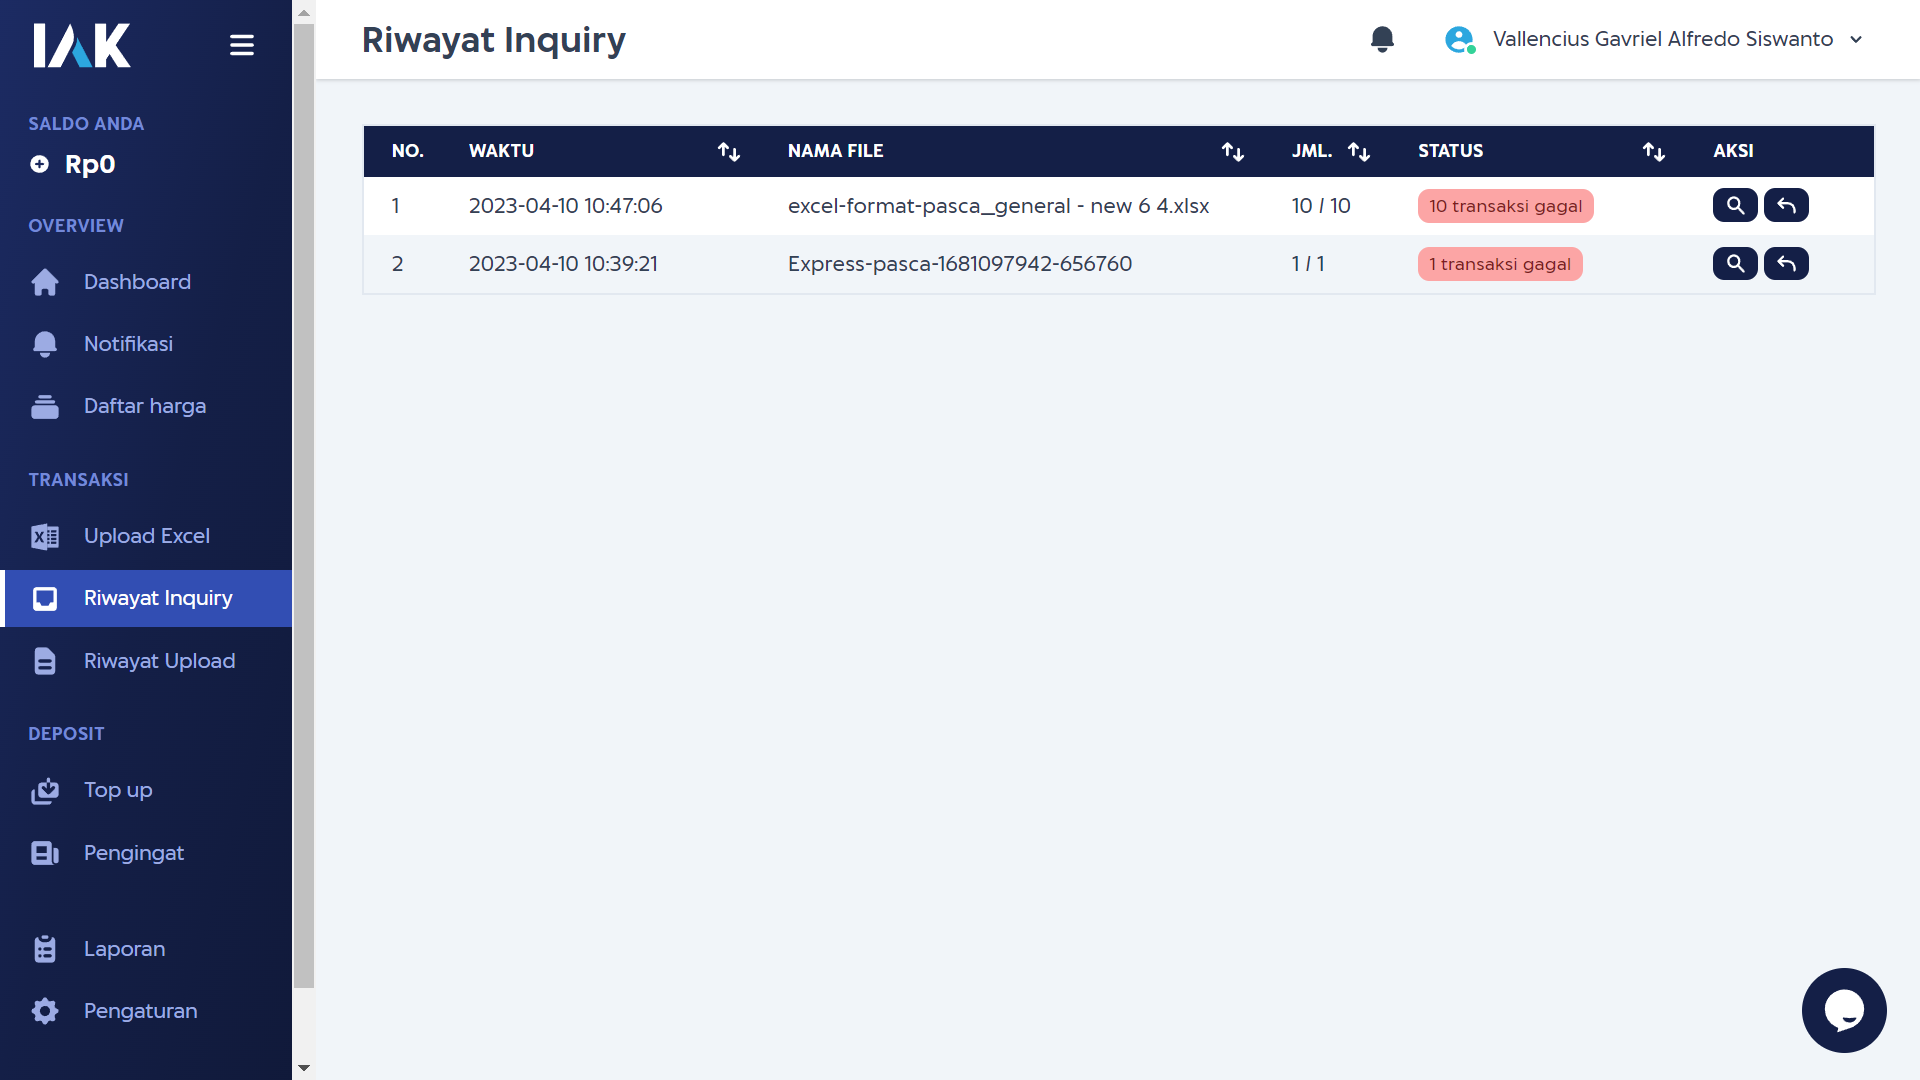 IAK
SALDO ANDA
Rp0
OVERVIEW
Dashboard
Notifikasi
Daftar harga
TRANSAKSI
Upload Excel
Riwayat Inquiry
Riwayat Upload
DEPOSIT
Top up
Pengingat
Laporan
Pengaturan
Riwayat Inquiry
Vallencius Gavriel Alfredo Siswanto
NO. WAKTU NAMA FILE JML. STATUS AKSI
1 2023-04-10 10:47:06 excel-format-pasca_general - new 6 4.xlsx 10 / 10 10 transaksi gagal
2 2023-04-10 10:39:21 Express-pasca-1681097942-656760 1 / 1 1 transaksi gagal